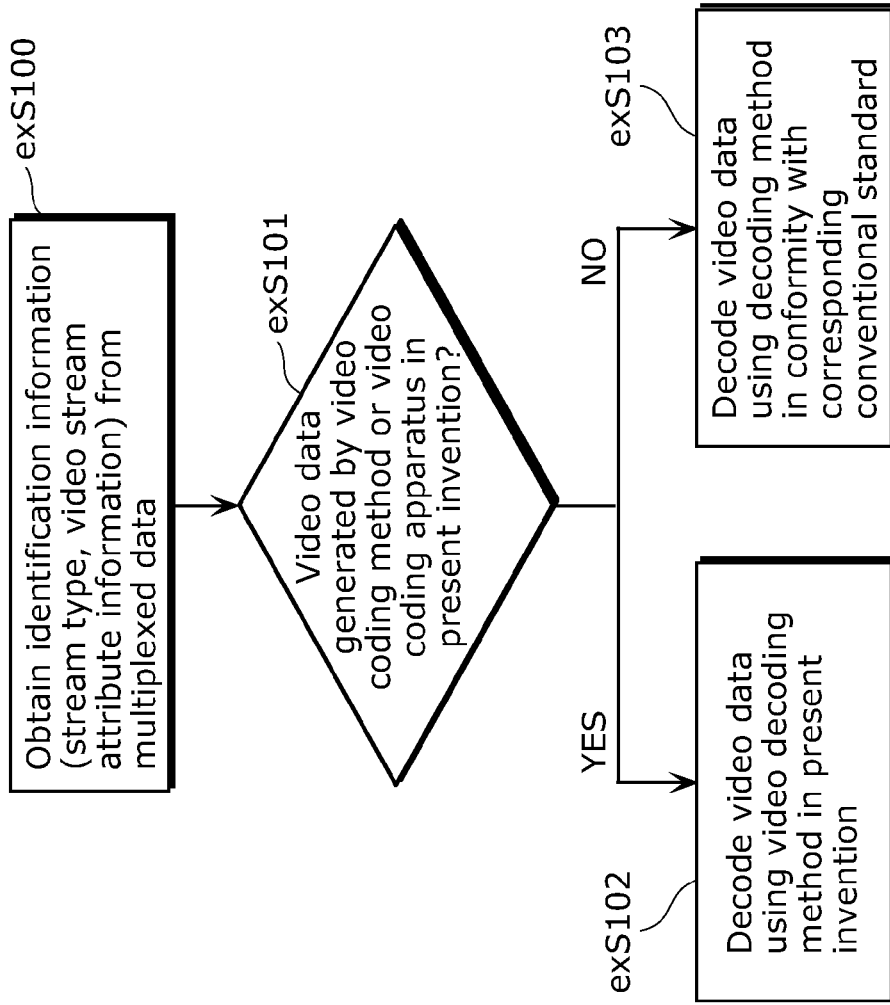 exS100
Obtain identification information
(stream type, video stream
attribute information) from
multiplexed data
exS101
Video data
generated by video
coding method or video
coding apparatus in
present invention?
YES
NO
exS102
Decode video data
using video decoding
method in present
invention
exS103
Decode video data
using decoding method
in conformity with
corresponding
conventional standard